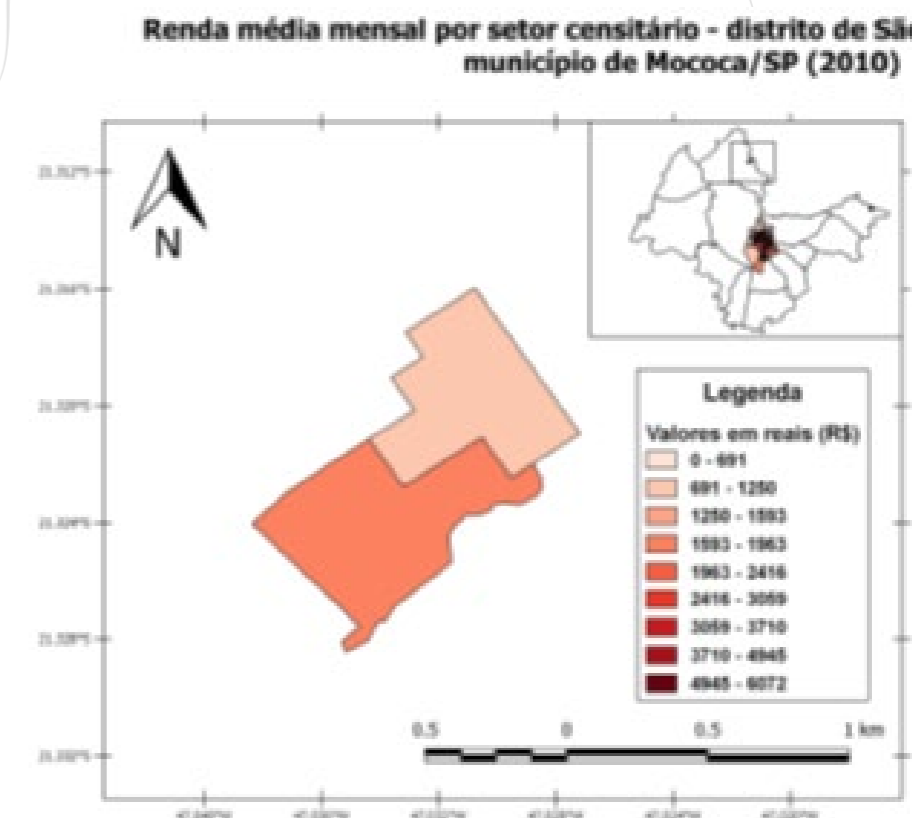 Renda média mensal por setor censitário - distrito de Sã
município de Mococa/SP (2010)
N
Legenda
Valores em reais (R$)
0 - 691
691 - 1250
1250 - 1593
1593 - 1963
1963 - 2416
2416 - 3059
3059 - 3710
3710 - 4945
4945 - 6072
0.5 0 0.5 1 km